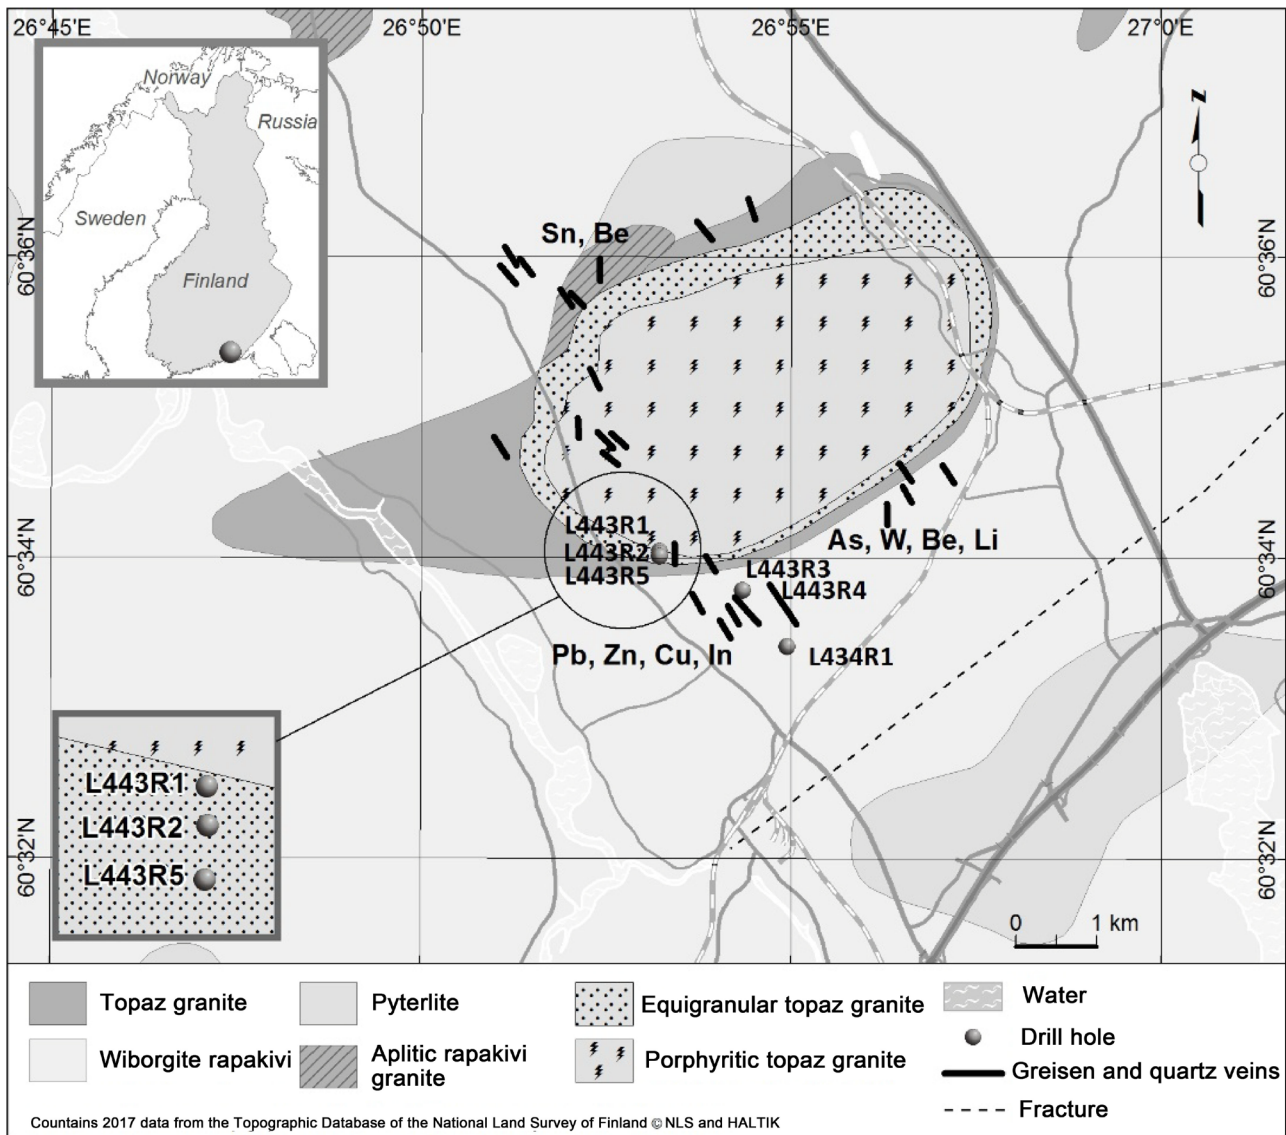 26°45'E
26°50'E
26°55'E
27°0'E
Norway
Russia
Sweden
Finland
N
60°36'N
60°36'N
Sn, Be
L443R1
L443R2
L443R5
As, W, Be, Li
60°34'N
60°34'N
L443R3
L443R4
L434R1
Pb, Zn, Cu, In
L443R1
L443R2
L443R5
60°32'N
60°32'N
0 1 km
Topaz granite
Pyterlite
Equigranular topaz granite
Water
Drill hole
Wiborgite rapakivi
Aplitic rapakivi
granite
Porphyritic topaz granite
Greisen and quartz veins
Fracture
Countains 2017 data from the Topographic Database of the National Land Survey of Finland © NLS and HALTIK